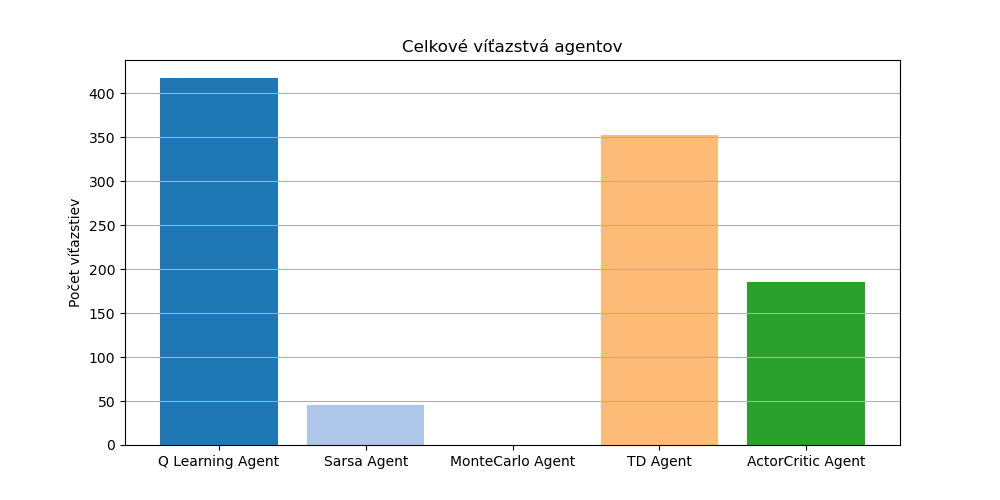 Celkové víťazstvá agentov
Počet víťazstiev
400
350
300
250
200
150
100
50
0
Q Learning Agent
Sarsa Agent
MonteCarlo Agent
TD Agent
ActorCritic Agent